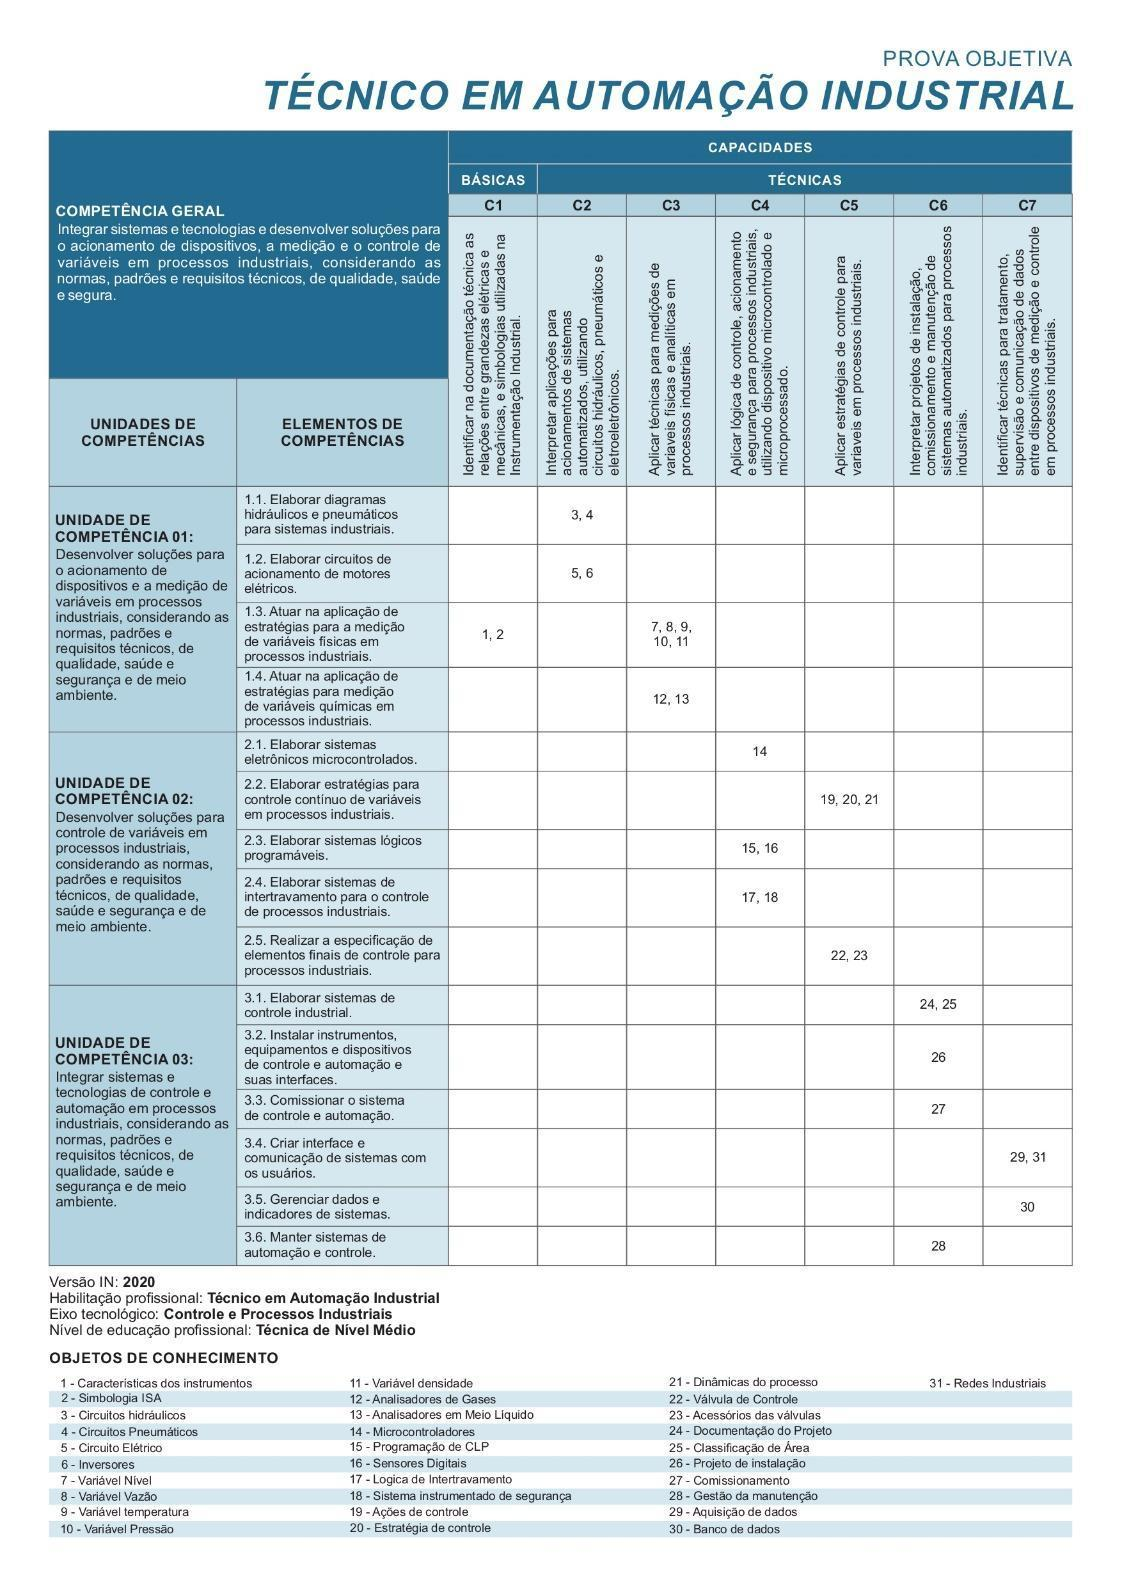 PROVA OBJETIVA
TÉCNICO EM AUTOMAÇÃO INDUSTRIAL
CAPACIDADES
BÁSICAS
TÉCNICAS
C1
C2
C3
C4
C5
C6
C7
COMPETÊNCIA GERAL
Integrar sistemas e tecnologias e desenvolver soluções para
o acionamento de dispositivos, a medição e o controle de
variáveis em processos industriais, considerando as
normas, padrões e requisitos técnicos, de qualidade, saúde
e segura.
Identificar na documentação técnica as
relações entre grandezas elétricas e
mecânicas, e simbologias utilizadas na
Instrumentação Industrial.
Interpretar aplicações para
acionamentos de sistemas
automatizados, utilizando
circuitos hidráulicos, pneumáticos e
eletroeletrônicos.
Aplicar técnicas para medições de
variáveis físicas e analíticas em
processos industriais.
Aplicar lógica de controle, acionamento
e segurança para processos industriais,
utilizando dispositivo microcontrolado e
microprocessado.
Aplicar estratégias de controle para
variáveis em processos industriais.
Interpretar projetos de instalação,
comissionamento e manutenção de
sistemas automatizados para processos
industriais.
Identificar técnicas para tratamento,
supervisão e comunicação de dados
entre dispositivos de medição e controle
em processos industriais.
UNIDADES DE
COMPETÊNCIAS
ELEMENTOS DE
COMPETÊNCIAS
UNIDADE DE
COMPETÊNCIA 01:
Desenvolver soluções para
o acionamento de
dispositivos e a medição de
variáveis em processos
industriais, considerando as
normas, padrões e
requisitos técnicos, de
qualidade, saúde e
segurança e de meio
ambiente.
1.1. Elaborar diagramas
hidráulicos e pneumáticos
para sistemas industriais.
3, 4
1.2. Elaborar circuitos de
acionamento de motores
elétricos.
5, 6
1.3. Atuar na aplicação de
estratégias para a medição
de variáveis físicas em
processos industriais.
1, 2
7, 8, 9,
10, 11
1.4. Atuar na aplicação de
estratégias para medição
de variáveis químicas em
processos industriais.
12, 13
UNIDADE DE
COMPETÊNCIA 02:
Desenvolver soluções para
controle de variáveis em
processos industriais,
considerando as normas,
padrões e requisitos
técnicos, de qualidade,
saúde e segurança e de
meio ambiente.
2.1. Elaborar sistemas
eletrônicos microcontrolados.
14
2.2. Elaborar estratégias para
controle contínuo de variáveis
em processos industriais.
19, 20, 21
2.3. Elaborar sistemas lógicos
programáveis.
15, 16
2.4. Elaborar sistemas de
intertravamento para o controle
de processos industriais.
17, 18
2.5. Realizar a especificação de
elementos finais de controle para
processos industriais.
22, 23
UNIDADE DE
COMPETÊNCIA 03:
Integrar sistemas e
tecnologias de controle e
automação em processos
industriais, considerando as
normas, padrões e
requisitos técnicos, de
qualidade, saúde e
segurança e de meio
ambiente.
3.1. Elaborar sistemas de
controle industrial.
24, 25
3.2. Instalar instrumentos,
equipamentos e dispositivos
de controle e automação e
suas interfaces.
26
3.3. Comissionar o sistema
de controle e automação.
27
3.4. Criar interface e
comunicação de sistemas com
os usuários.
29, 31
3.5. Gerenciar dados e
indicadores de sistemas.
30
3.6. Manter sistemas de
automação e controle.
28
Versão IN: 2020
Habilitação profissional: Técnico em Automação Industrial
Eixo tecnológico: Controle e Processos Industriais
Nível de educação profissional: Técnica de Nível Médio
OBJETOS DE CONHECIMENTO
1 - Características dos instrumentos
2 - Simbologia ISA
3 - Circuitos hidráulicos
4 - Circuitos Pneumáticos
5 - Circuito Elétrico
6 - Inversores
7 - Variável Nível
8 - Variável Vazão
9 - Variável temperatura
10 - Variável Pressão
11 - Variável densidade
12 - Analisadores de Gases
13 - Analisadores em Meio Líquido
14 - Microcontroladores
15 - Programação de CLP
16 - Sensores Digitais
17 - Logica de Intertravamento
18 - Sistema instrumentado de segurança
19 - Ações de controle
20 - Estratégia de controle
21 - Dinâmicas do processo
22 - Válvula de Controle
23 - Acessórios das válvulas
24 - Documentação do Projeto
25 - Classificação de Área
26 - Projeto de instalação
27 - Comissionamento
28 - Gestão da manutenção
29 - Aquisição de dados
30 - Banco de dados
31 - Redes Industriais